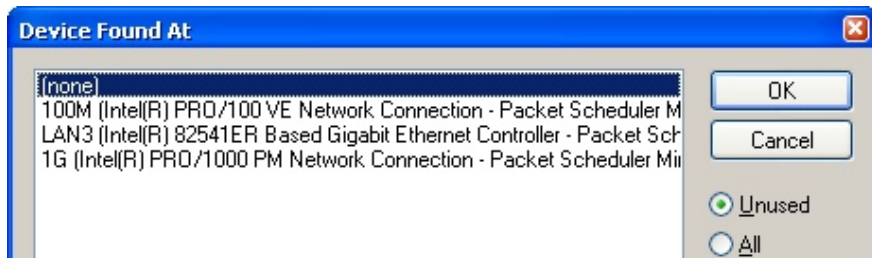 Device Found At
(none)
100M (Intel(R) PRO/100 VE Network Connection - Packet Scheduler M
LAN3 (Intel(R) 82541ER Based Gigabit Ethernet Controller - Packet Sch
1G (Intel(R) PRO/1000 PM Network Connection - Packet Scheduler Mi
OK
Cancel
Unused
All